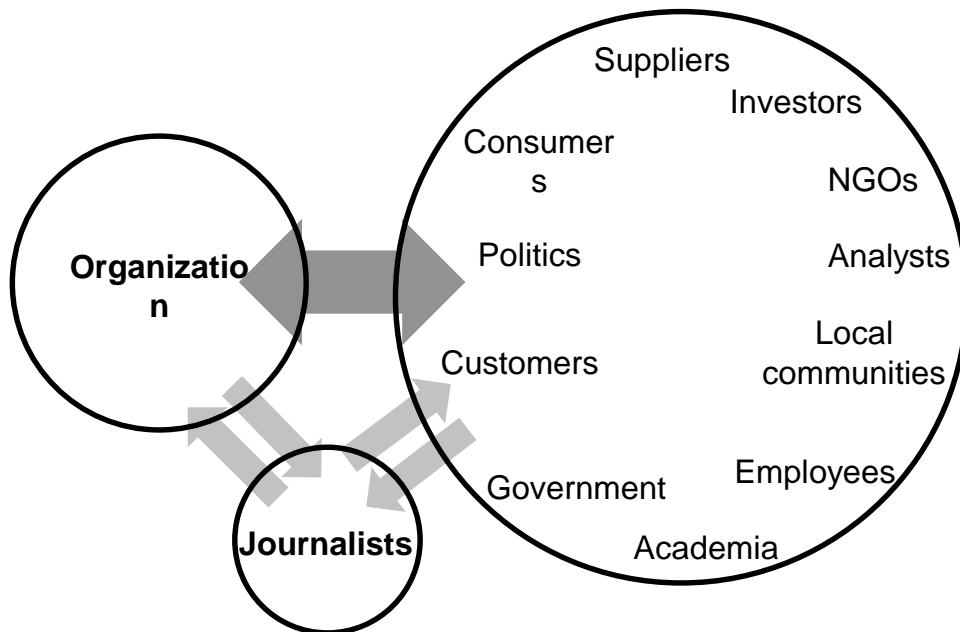 Suppliers
Investors
Consumer
s
NGOs
Politics
Analysts
Organizatio
n
Local
communities
Customers
Employees
Government
Journalists
Academia